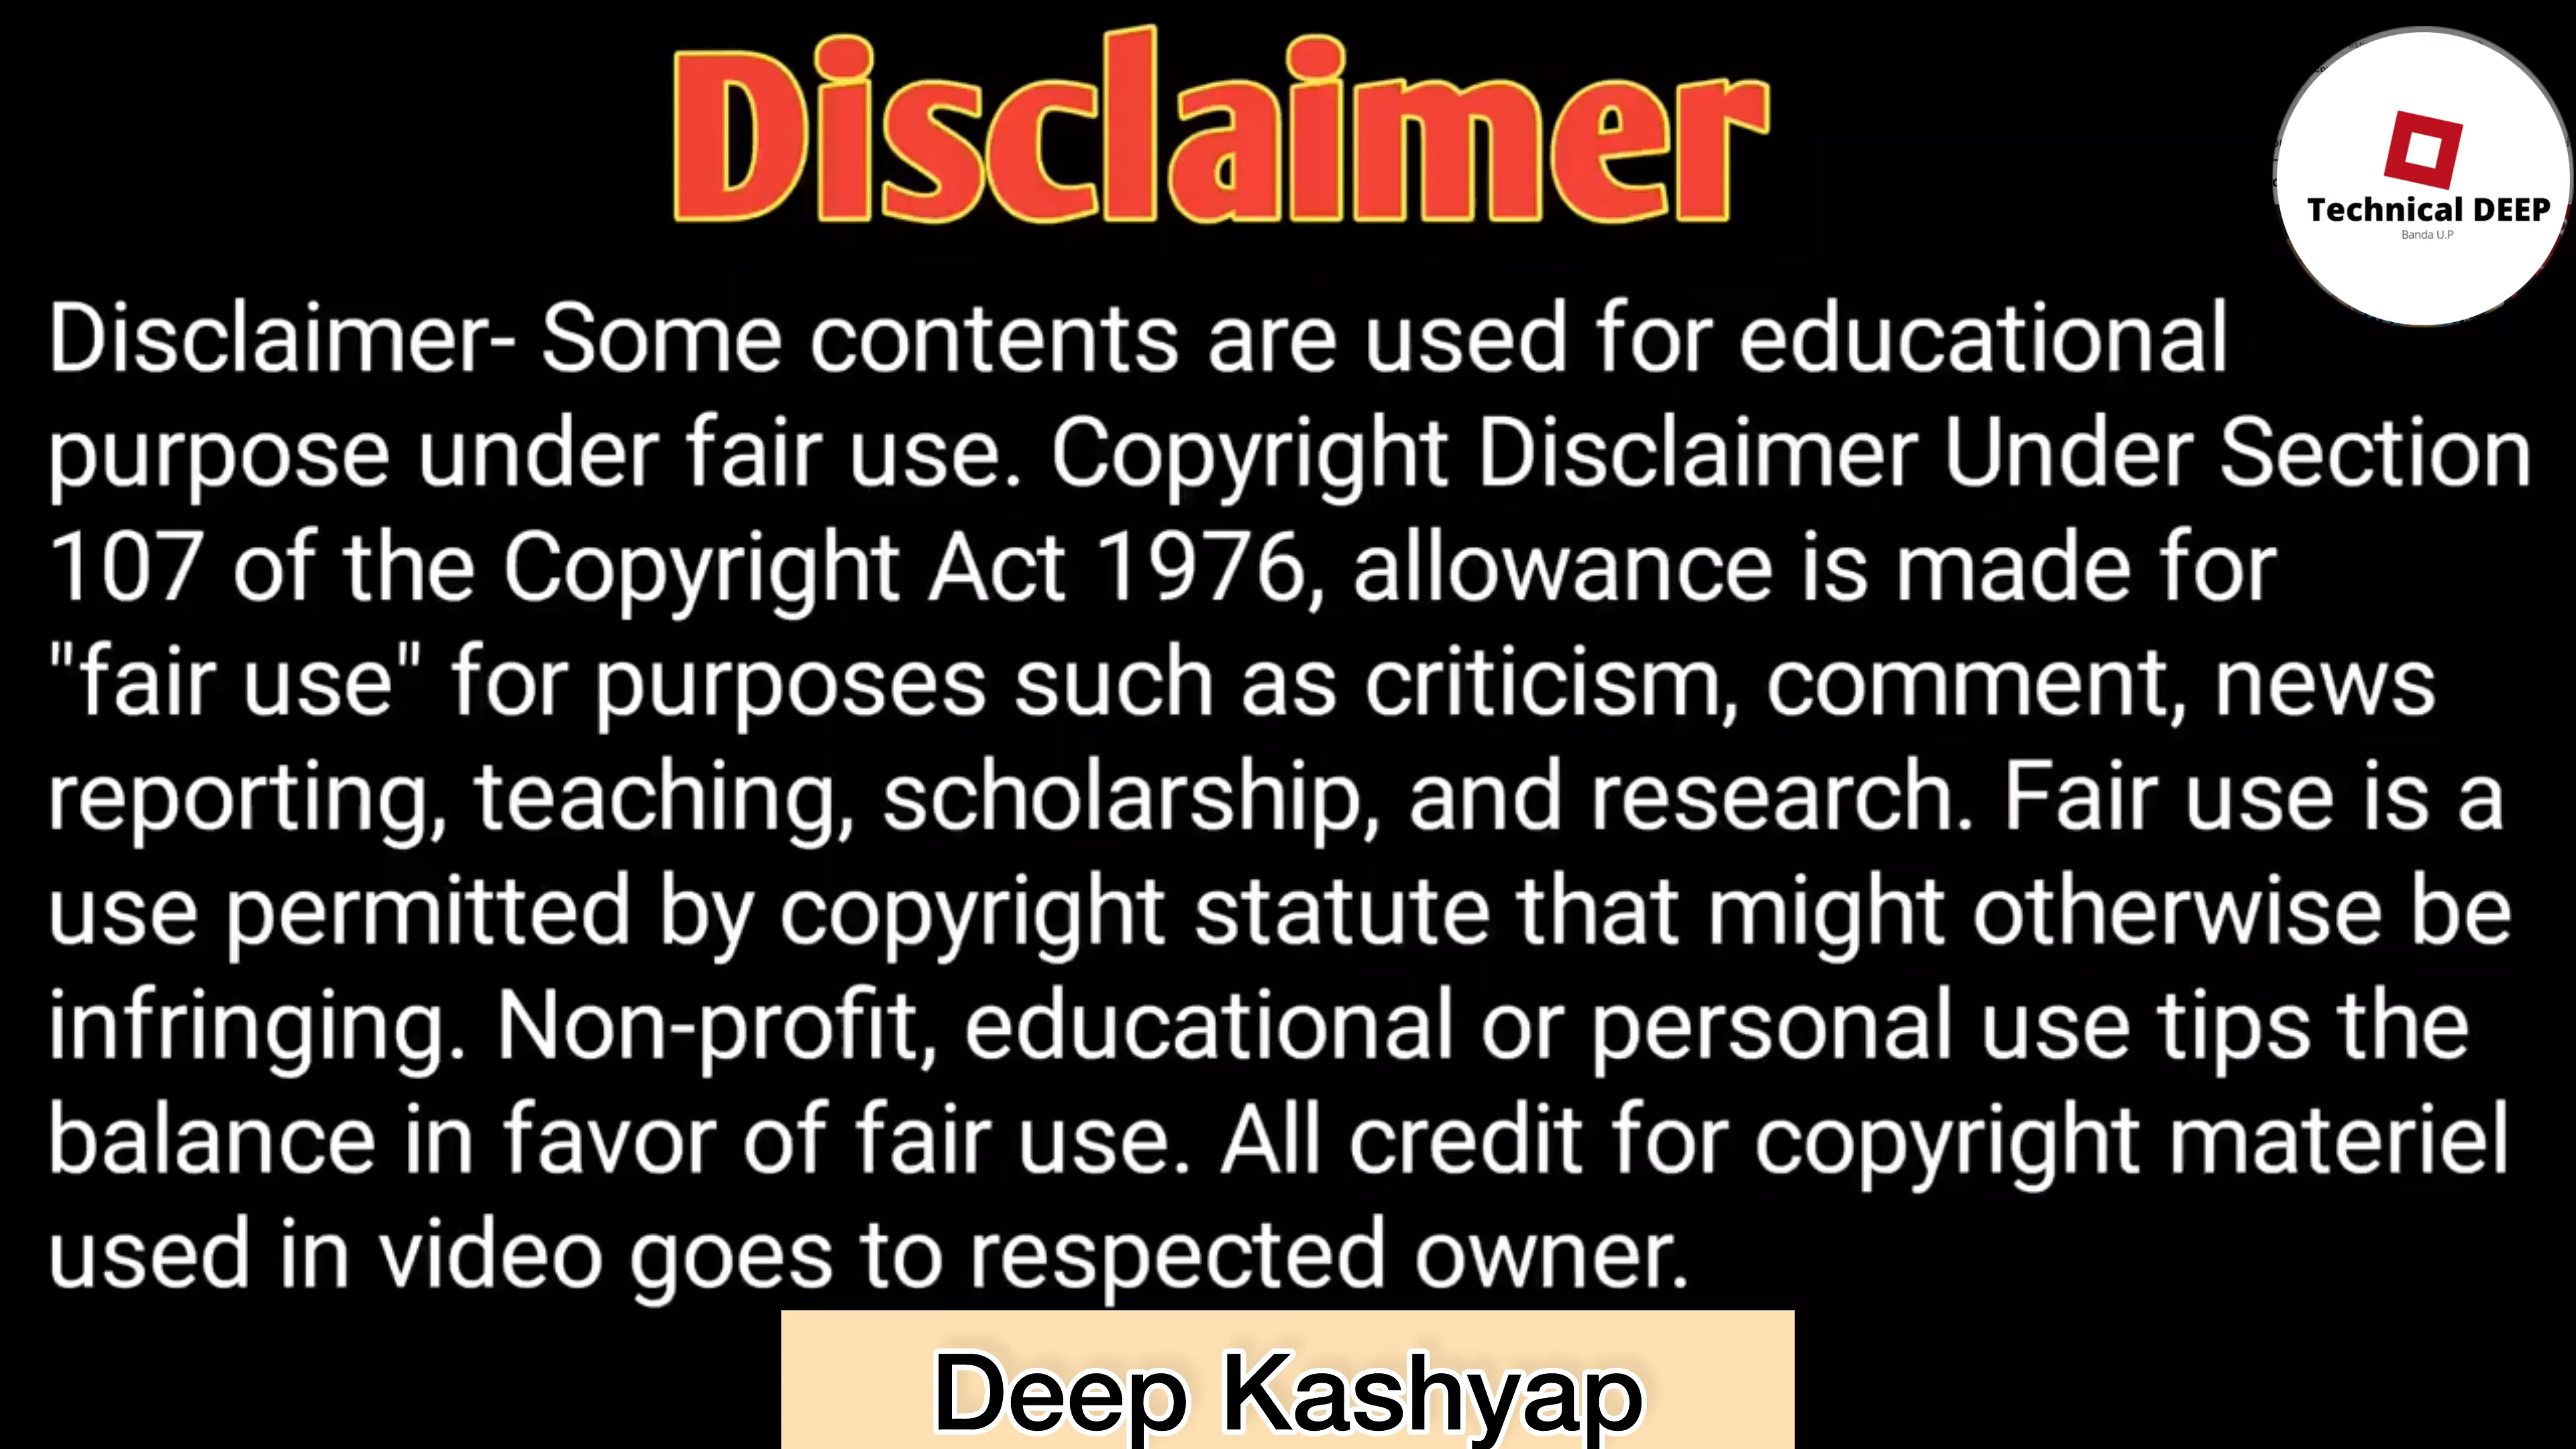 Disclaimer
Technical DEEP
Banda U.P
Disclaimer- Some contents are used for educational
purpose under fair use. Copyright Disclaimer Under Section
107 of the Copyright Act 1976, allowance is made for
"fair use" for purposes such as criticism, comment, news
reporting, teaching, scholarship, and research. Fair use is a
use permitted by copyright statute that might otherwise be
infringing. Non-profit, educational or personal use tips the
balance in favor of fair use. All credit for copyright materiel
used in video goes to respected owner.
Deep Kashyap